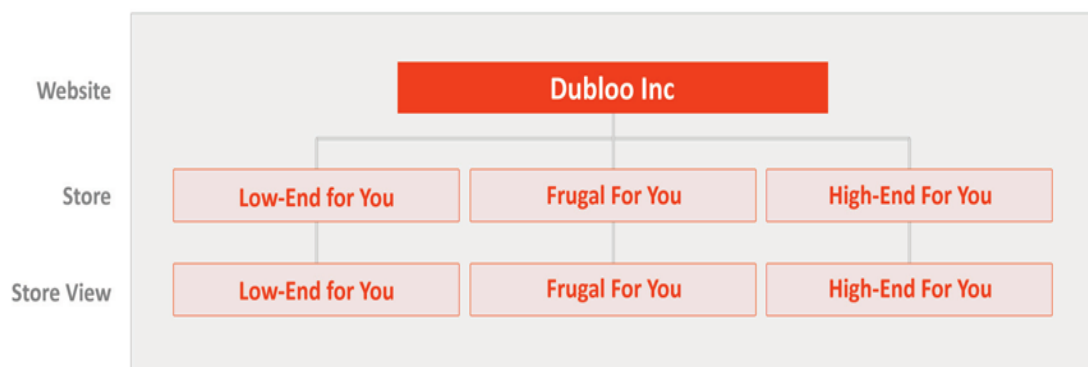 Website
Dubloo Inc
Store
Low-End for You
Frugal For You
High-End For You
Store View
Low-End for You
Frugal For You
High-End For You